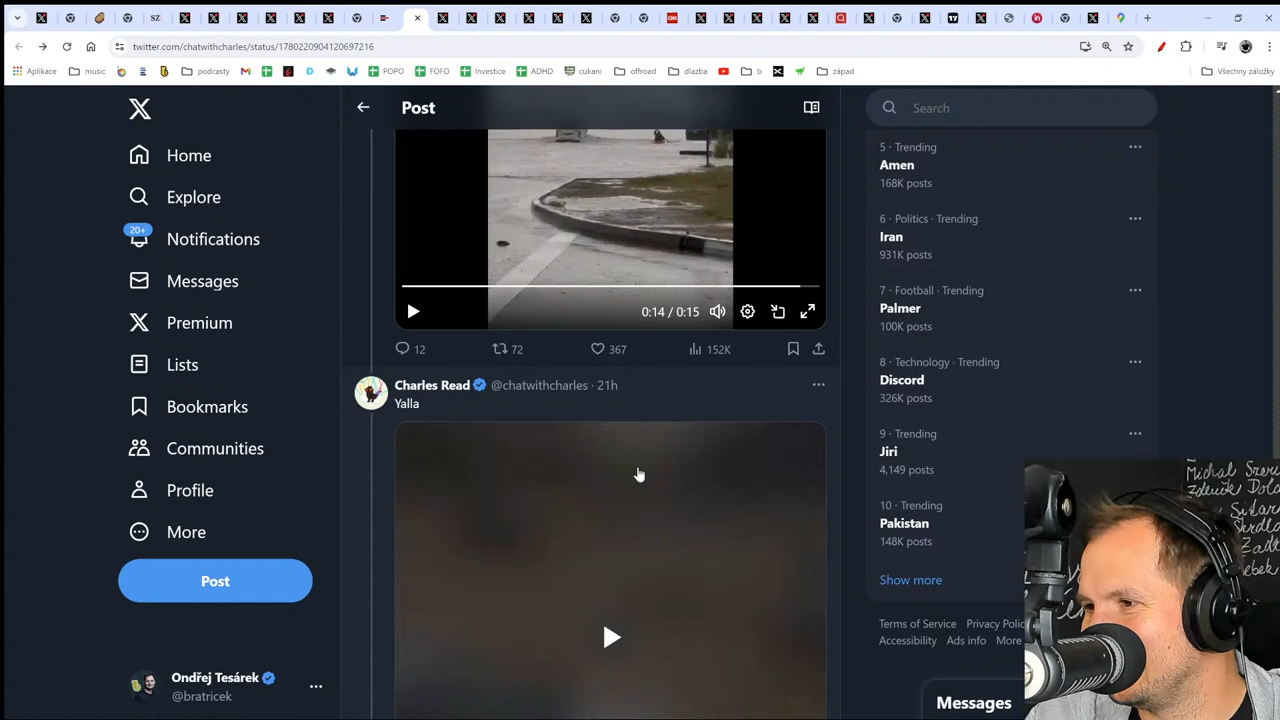 twitter.com/chatwithcharles/status/1780220904120697216
Aplikace
music
podcasty
POPO
FOFO
Investice
ADHD
cukani
offroad
diazba
b
západ
Všechny záložky
Home
Explore
20+
Notifications
Messages
Premium
Lists
Bookmarks
Communities
Profile
More
Post
Ondřej Tesárek
@bratricek
Post
0:14 / 0:15
12
72
367
152K
Charles Read @chatwithcharles · 21h
Yalla
Search
5 · Trending
Amen
168K posts
6 · Politics · Trending
Iran
931K posts
7 · Football · Trending
Palmer
100K posts
8 · Technology · Trending
Discord
326K posts
9 · Trending
Jiri
4,149 posts
10 · Trending
Pakistan
148K posts
Show more
Terms of Service Privacy
Accessibility Ads info More
Messages
Michal
Zdeněk